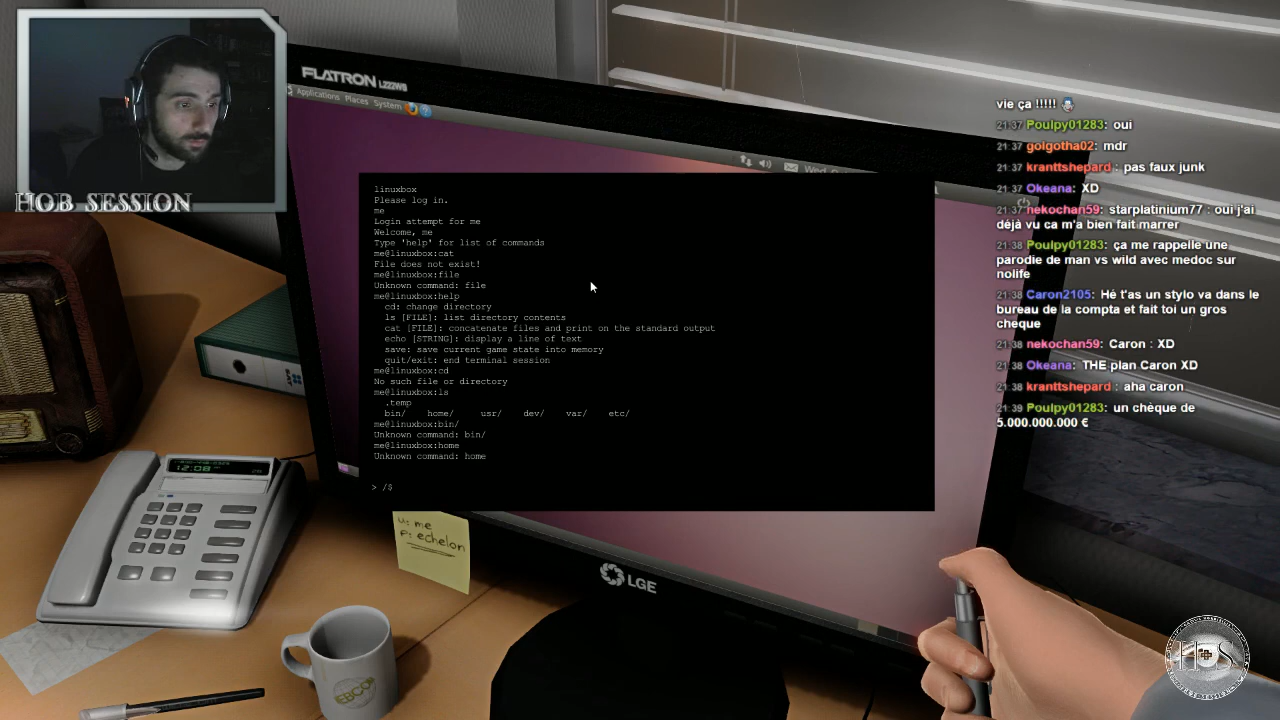 HOB SESSION
FLATRON L222WS
Applications Places System
Wed
linuxbox
Please log in.
me
Login attempt for me
Welcome, me
Type 'help' for list of commands
me@linuxbox:cat
File does not exist!
me@linuxbox:file
Unknown command: file
me@linuxbox:help
cd: change directory
ls [FILE]: list directory contents
cat [FILE]: concatenate files and print on the standard output
echo [STRING]: display a line of text
save: save current game state into memory
quit/exit: end terminal session
me@linuxbox:cd
No such file or directory
me@linuxbox:ls
.temp
bin/ home/ usr/ dev/ var/ etc/
me@linuxbox:bin/
Unknown command: bin/
me@linuxbox:home
Unknown command: home
> /$
vie ça !!!!!
21:37 Poulpy01283: oui
21:37 golgotha02: mdr
21:37 kranttshepard : pas faux junk
21:37 Okeana: XD
21:37 nekochan59: starplatinium77 : oui j'ai
déjà vu ca m'a bien fait marrer
21:38 Poulpy01283: ça me rappelle une
parodie de man vs wild avec medoc sur
nolife
21:38 Caron2105: Hé t'as un stylo va dans le
bureau de la compta et fait toi un gros
cheque
21:38 nekochan59: Caron : XD
21:38 Okeana: THE plan Caron XD
21:38 kranttshepard : aha caron
21:39 Poulpy01283: un chèque de
5.000.000.000 €
12:08
u: me
p: echelon
LGE
HDS